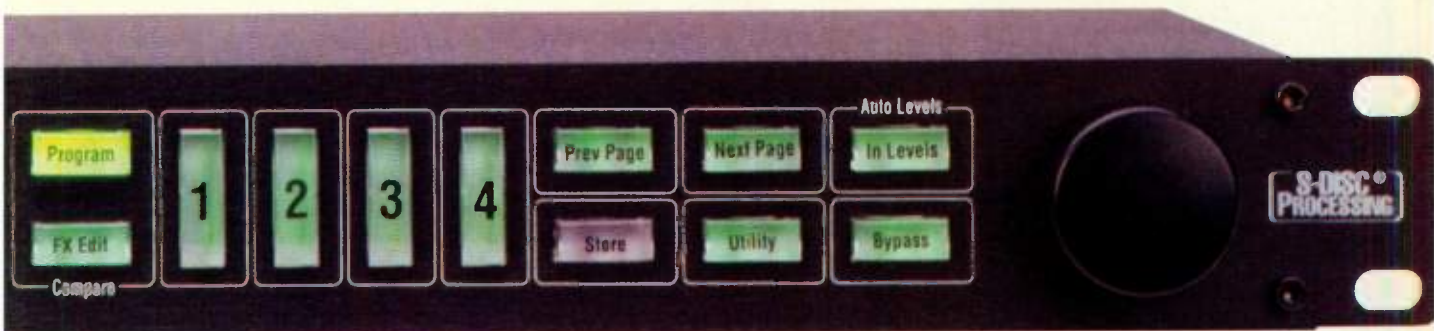 Auto Levels
Program
1
2
3
4
Prev Page
Next Page
In Levels
FX Edit
Store
Utility
Bypass
Compare
S-DISC®
PROCESSING